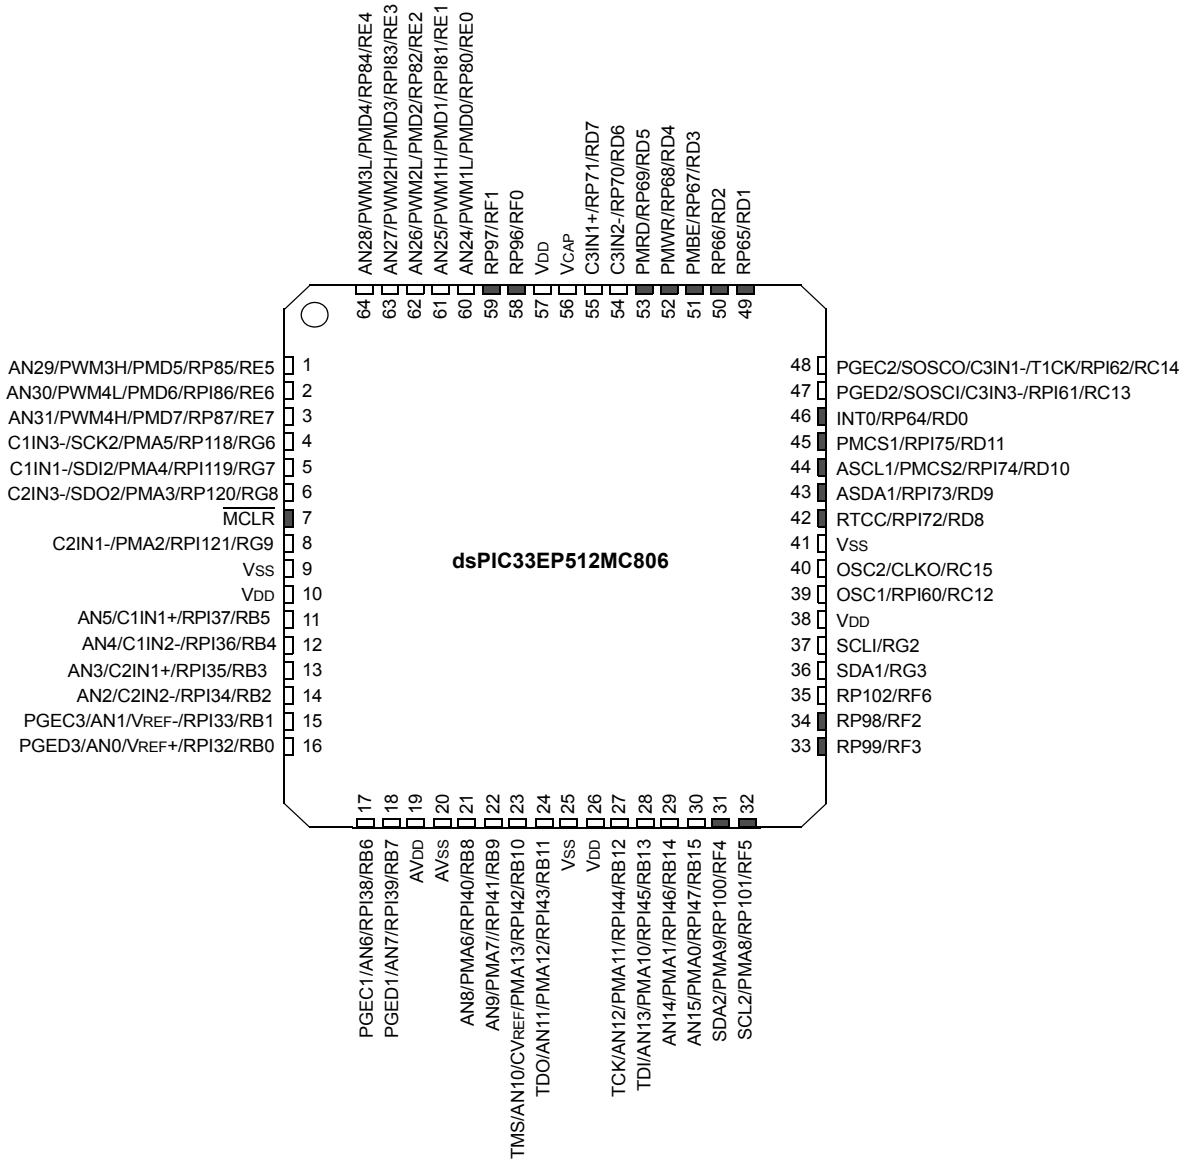 AN28/PWM3L/PMD4/RP84/RE4
AN27/PWM2H/PMD3/RPI83/RE3
AN26/PWM2L/PMD2/RP82/RE2
AN25/PWM1H/PMD1/RPI81/RE1
AN24/PWM1L/PMD0/RP80/RE0
RP97/RF1
RP96/RF0
VDD
VCAP
C3IN1+/RP71/RD7
C3IN2-/RP70/RD6
PMRD/RP69/RD5
PMWR/RP68/RD4
PMBE/RP67/RD3
RP66/RD2
RP65/RD1
64
63
62
61
60
59
58
57
56
55
54
53
52
51
50
49
AN29/PWM3H/PMD5/RP85/RE5 1
AN30/PWM4L/PMD6/RPI86/RE6 2
AN31/PWM4H/PMD7/RP87/RE7 3
C1IN3-/SCK2/PMA5/RP118/RG6 4
C1IN1-/SDI2/PMA4/RPI119/RG7 5
C2IN3-/SDO2/PMA3/RP120/RG8 6
MCLR 7
C2IN1-/PMA2/RPI121/RG9 8
VSS 9
VDD 10
AN5/C1IN1+/RPI37/RB5 11
AN4/C1IN2-/RPI36/RB4 12
AN3/C2IN1+/RPI35/RB3 13
AN2/C2IN2-/RPI34/RB2 14
PGEC3/AN1/VREF-/RPI33/RB1 15
PGED3/AN0/VREF+/RPI32/RB0 16
dsPIC33EP512MC806
48 PGEC2/SOSCO/C3IN1-/T1CK/RPI62/RC14
47 PGED2/SOSCI/C3IN3-/RPI61/RC13
46 INT0/RP64/RD0
45 PMCS1/RPI75/RD11
44 ASCL1/PMCS2/RPI74/RD10
43 ASDA1/RPI73/RD9
42 RTCC/RPI72/RD8
41 VSS
40 OSC2/CLKO/RC15
39 OSC1/RPI60/RC12
38 VDD
37 SCLI/RG2
36 SDA1/RG3
35 RP102/RF6
34 RP98/RF2
33 RP99/RF3
17
18
19
20
21
22
23
24
25
26
27
28
29
30
31
32
PGEC1/AN6/RPI38/RB6
PGED1/AN7/RPI39/RB7
AVDD
AVSS
AN8/PMA6/RPI40/RB8
AN9/PMA7//RPI41/RB9
TMS/AN10/CVREF/PMA13/RPI42/RB10
TDO/AN11/PMA12/RPI43/RB11
VSS
VDD
TCK/AN12/PMA11/RPI44/RB12
TDI/AN13/PMA10/RPI45/RB13
AN14/PMA1/RPI46/RB14
AN15/PMA0/RPI47/RB15
SDA2/PMA9/RP100/RF4
SCL2/PMA8/RP101/RF5